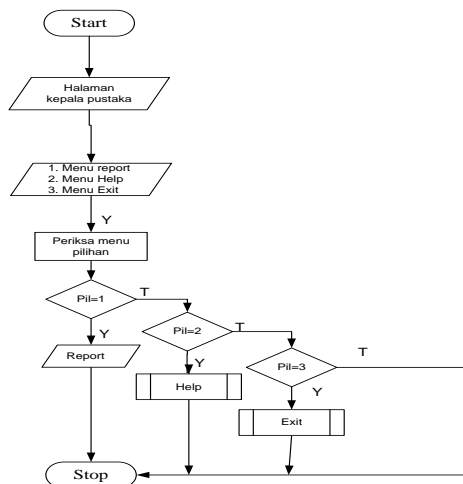 Start
Halaman
kepala pustaka
1. Menu report
2. Menu Help
3. Menu Exit
Y
Periksa menu
pilihan
Pil=1
T
Y
Report
Pil=2
T
Y
Help
Pil=3
T
Y
Exit
Stop